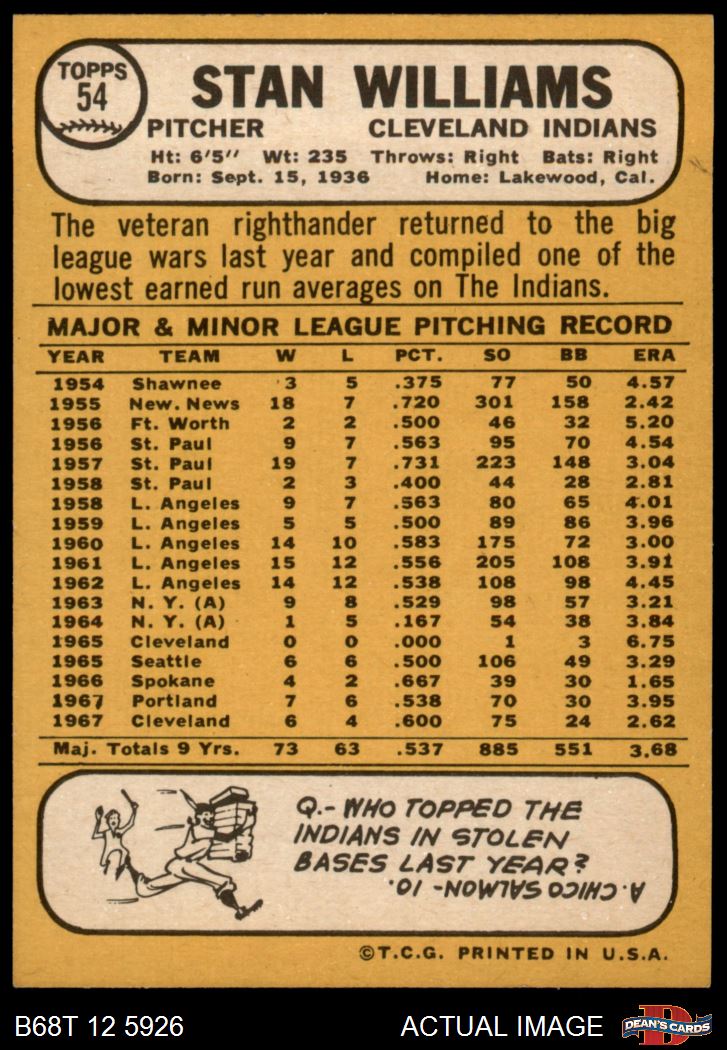 TOPPS
54
STAN WILLIAMS
PITCHER CLEVELAND INDIANS
Ht: 6'5" Wt: 235 Throws: Right Bats: Right
Born: Sept. 15, 1936 Home: Lakewood, Cal.
The veteran righthander returned to the big
league wars last year and compiled one of the
lowest earned run averages on The Indians.
MAJOR & MINOR LEAGUE PITCHING RECORD
YEAR TEAM W L PCT. SO BB ERA
1954 Shawnee 3 5 .375 77 50 4.57
1955 New. News 18 7 .720 301 158 2.42
1956 Ft. Worth 2 2 .500 46 32 5.20
1956 St. Paul 9 7 .563 95 70 4.54
1957 St. Paul 19 7 .731 223 148 3.04
1958 St. Paul 2 3 .400 44 28 2.81
1958 L. Angeles 9 7 .563 80 65 4.01
1959 L. Angeles 5 5 .500 89 86 3.96
1960 L. Angeles 14 10 .583 175 72 3.00
1961 L. Angeles 15 12 .556 205 108 3.91
1962 L. Angeles 14 12 .538 108 98 4.45
1963 N. Y. (A) 9 8 .529 98 57 3.21
1964 N. Y. (A) 1 5 .167 54 38 3.84
1965 Cleveland 0 0 .000 1 3 6.75
1965 Seattle 6 6 .500 106 49 3.29
1966 Spokane 4 2 .667 39 30 1.65
1967 Portland 7 6 .538 70 30 3.95
1967 Cleveland 6 4 .600 75 24 2.62
Maj. Totals 9 Yrs. 73 63 .537 885 551 3.68
Q.- WHO TOPPED THE
INDIANS IN STOLEN
BASES LAST YEAR?
A. CHICO SALMON- 10.
©T.C.G. PRINTED IN U.S.A.
B68T 12 5926 ACTUAL IMAGE
D
DEAN'S CARDS